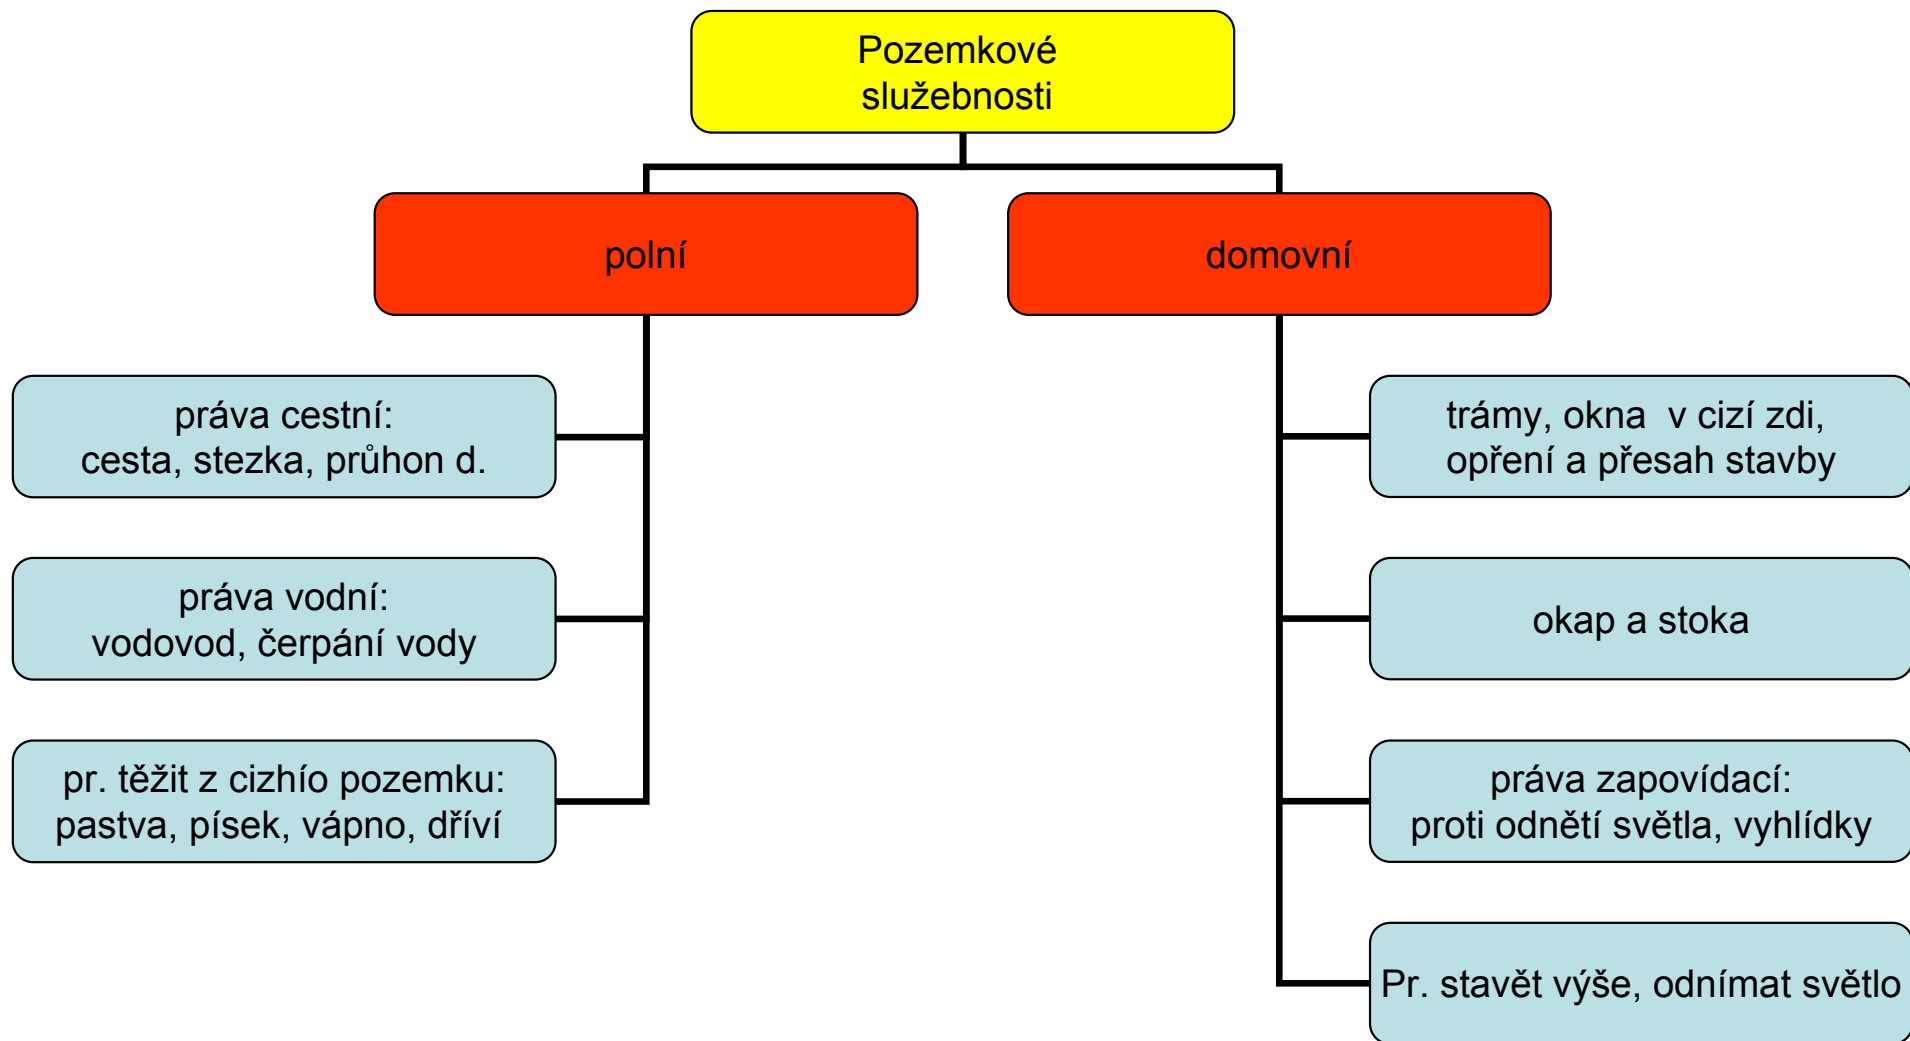 Pozemkové
služebnosti
polní
domovní
práva cestní:
cesta, stezka, průhon d.
trámy, okna  v cizí zdi,
opření a přesah stavby
práva vodní:
vodovod, čerpání vody
okap a stoka
pr. těžit z cizhío pozemku:
pastva, písek, vápno, dříví
práva zapovídací:
proti odnětí světla, vyhlídky
Pr. stavět výše, odnímat světlo